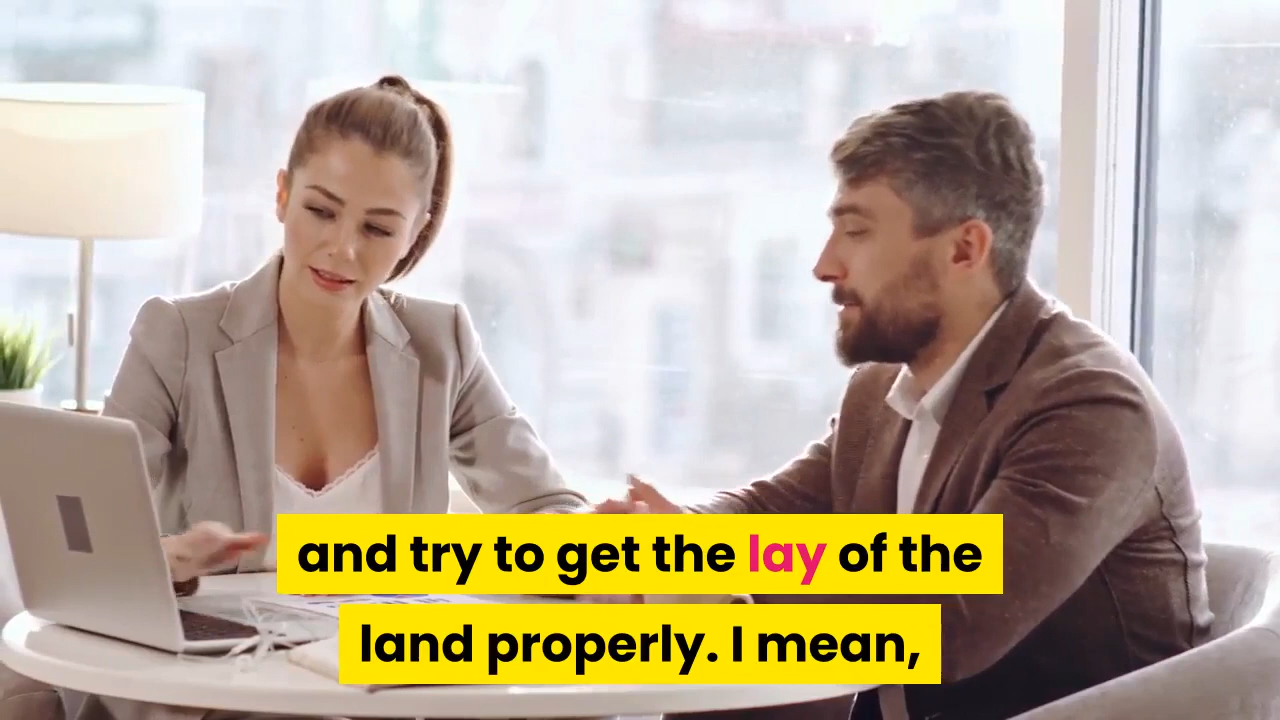 and try to get the lay of the
land properly. I mean,